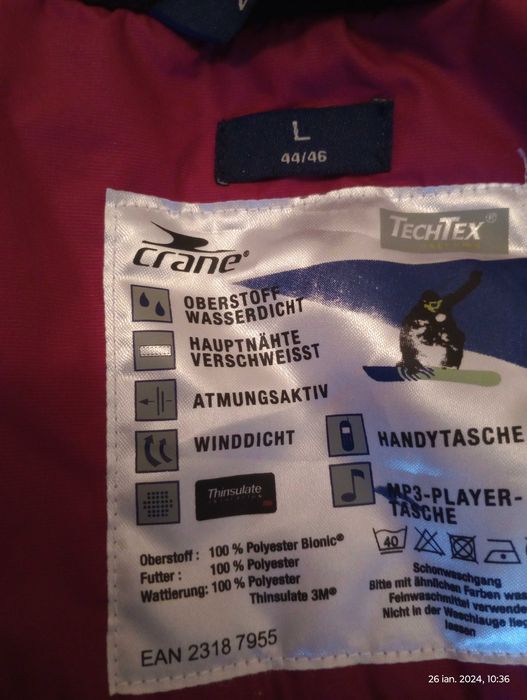 L
44/46
crane®
TECHTEX®
OBERSTOFF
WASSERDICHT
HAUPTNÄHTE
VERSCHWEISST
ATMUNGSAKTIV
WINDDICHT
HANDYTASCHE
Thinsulate
MP3-PLAYER-
TASCHE
40
Oberstoff : 100 % Polyester Bionic®
Futter : 100 % Polyester
Wattierung: 100 % Polyester
Thinsulate 3M®
Schonwaschgang
Bitte mit ähnlichen Farben was
Feinwaschmittel verwende
Nicht in der Waschlauge lieg
lassen
EAN 2318 7955
26 ian. 2024, 10:36